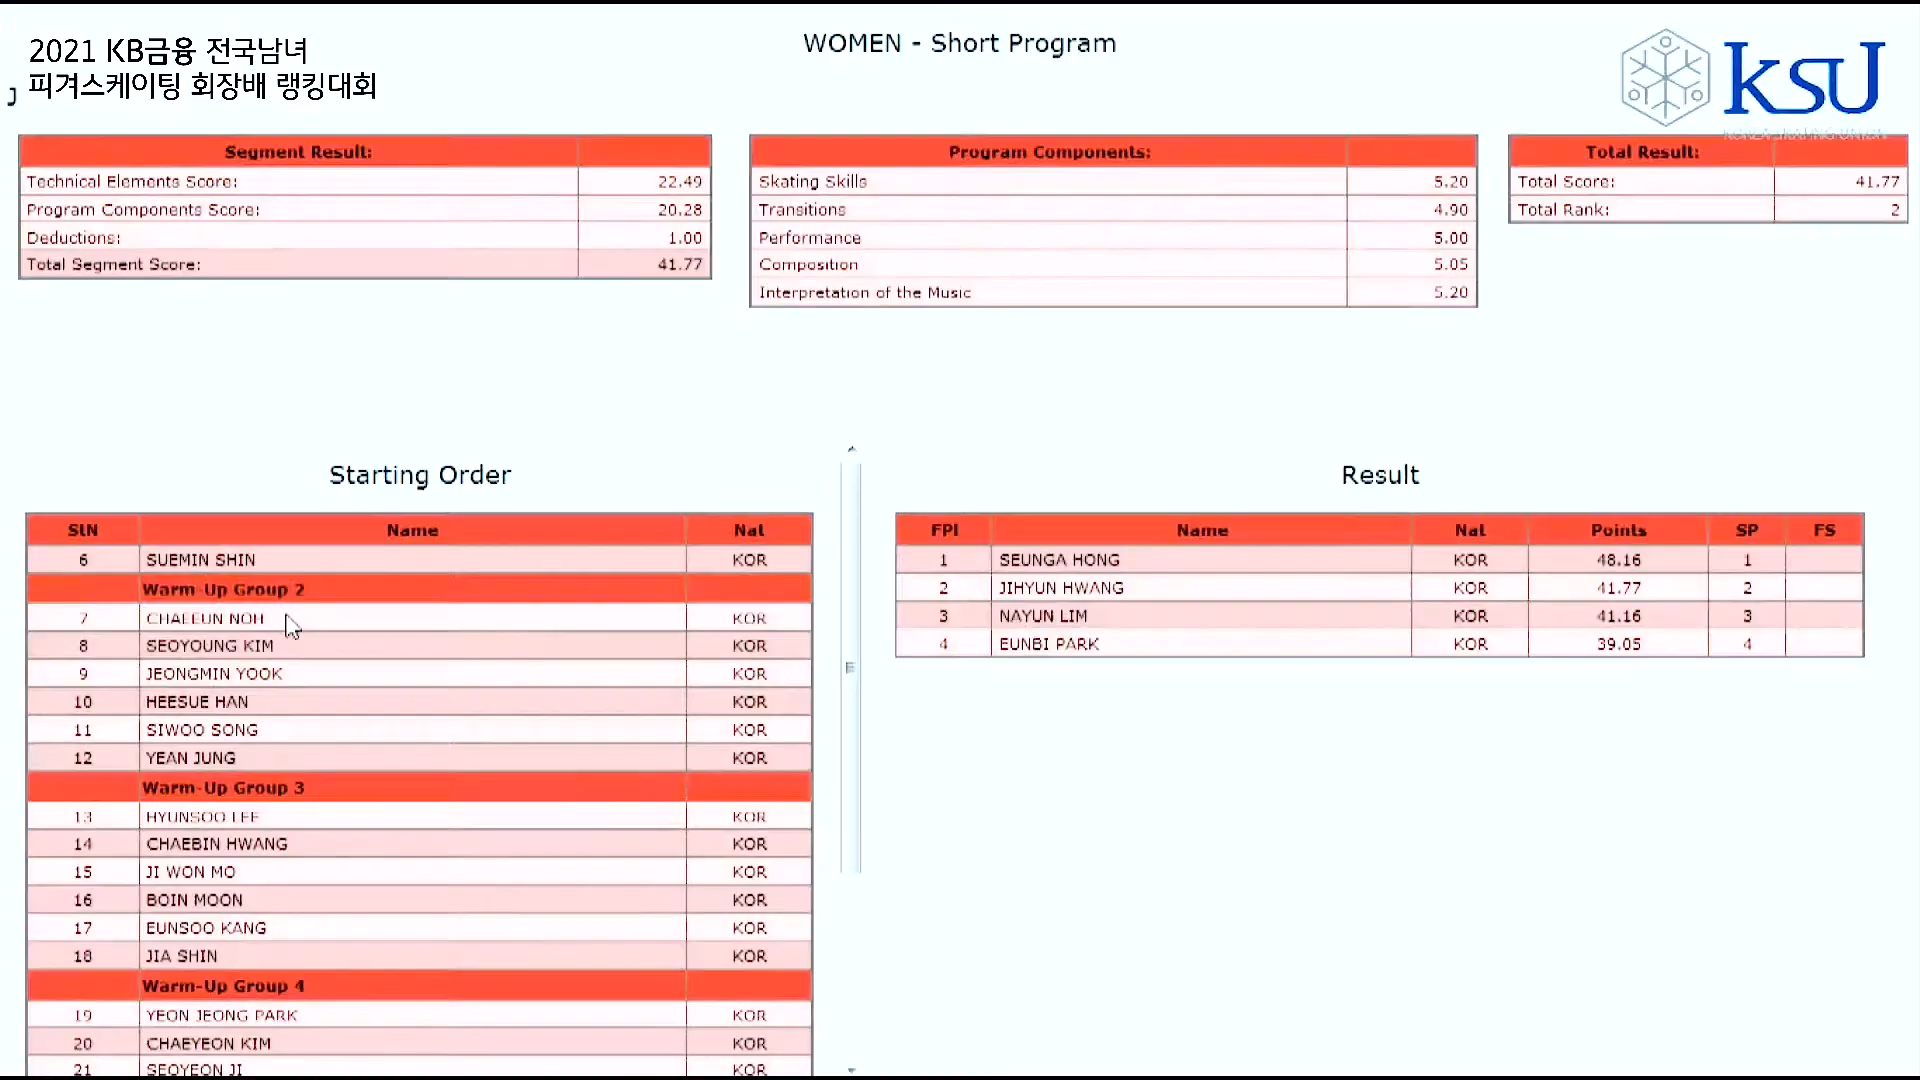 2021 KB금융 전국남녀
피겨스케이팅 회장배 랭킹대회
J
WOMEN - Short Program
KSU
Segment Result:
Technical Elements Score: 22.49
Program Components Score: 20.28
Deductions: 1.00
Total Segment Score: 41.77
Program Components:
Skating Skills 5.20
Transitions 4.90
Performance 5.00
Composition 5.05
Interpretation of the Music 5.20
Total Result:
Total Score: 41.77
Total Rank: 2
Starting Order
StN Name Nat
6 SUEMIN SHIN KOR
Warm-Up Group 2
7 CHAEEUN NOH KOR
8 SEOYOUNG KIM KOR
9 JEONGMIN YOOK KOR
10 HEESUE HAN KOR
11 SIWOO SONG KOR
12 YEAN JUNG KOR
Warm-Up Group 3
13 HYUNSOO LEE KOR
14 CHAEBIN HWANG KOR
15 JI WON MO KOR
16 BOIN MOON KOR
17 EUNSOO KANG KOR
18 JIA SHIN KOR
Warm-Up Group 4
19 YEON JEONG PARK KOR
20 CHAEYEON KIM KOR
21 SEOYEON JI KOR
Result
FPl Name Nat Points SP FS
1 SEUNGA HONG KOR 48.16 1
2 JIHYUN HWANG KOR 41.77 2
3 NAYUN LIM KOR 41.16 3
4 EUNBI PARK KOR 39.05 4